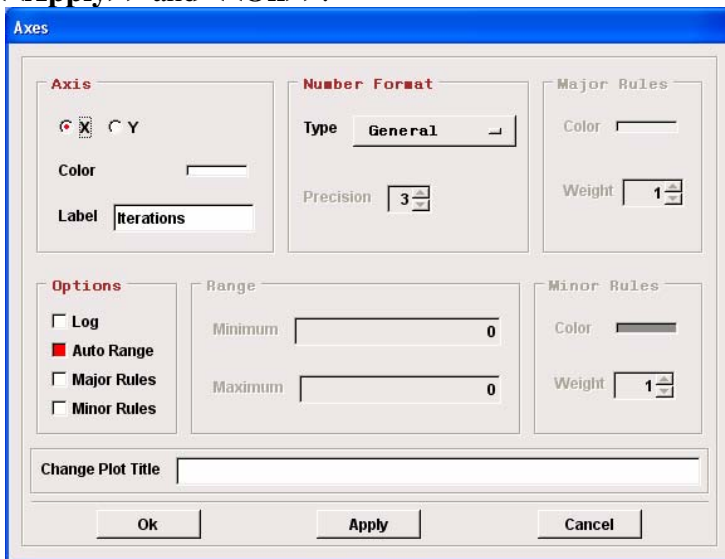 Apply and Ok
Axes
Axis
X Y
Color
Label Iterations
Number Format
Type General
Precision 3
Major Rules
Color
Weight 1
Options
Log
Auto Range
Major Rules
Minor Rules
Range
Minimum 0
Maximum 0
Minor Rules
Color
Weight 1
Change Plot Title
Ok Apply Cancel